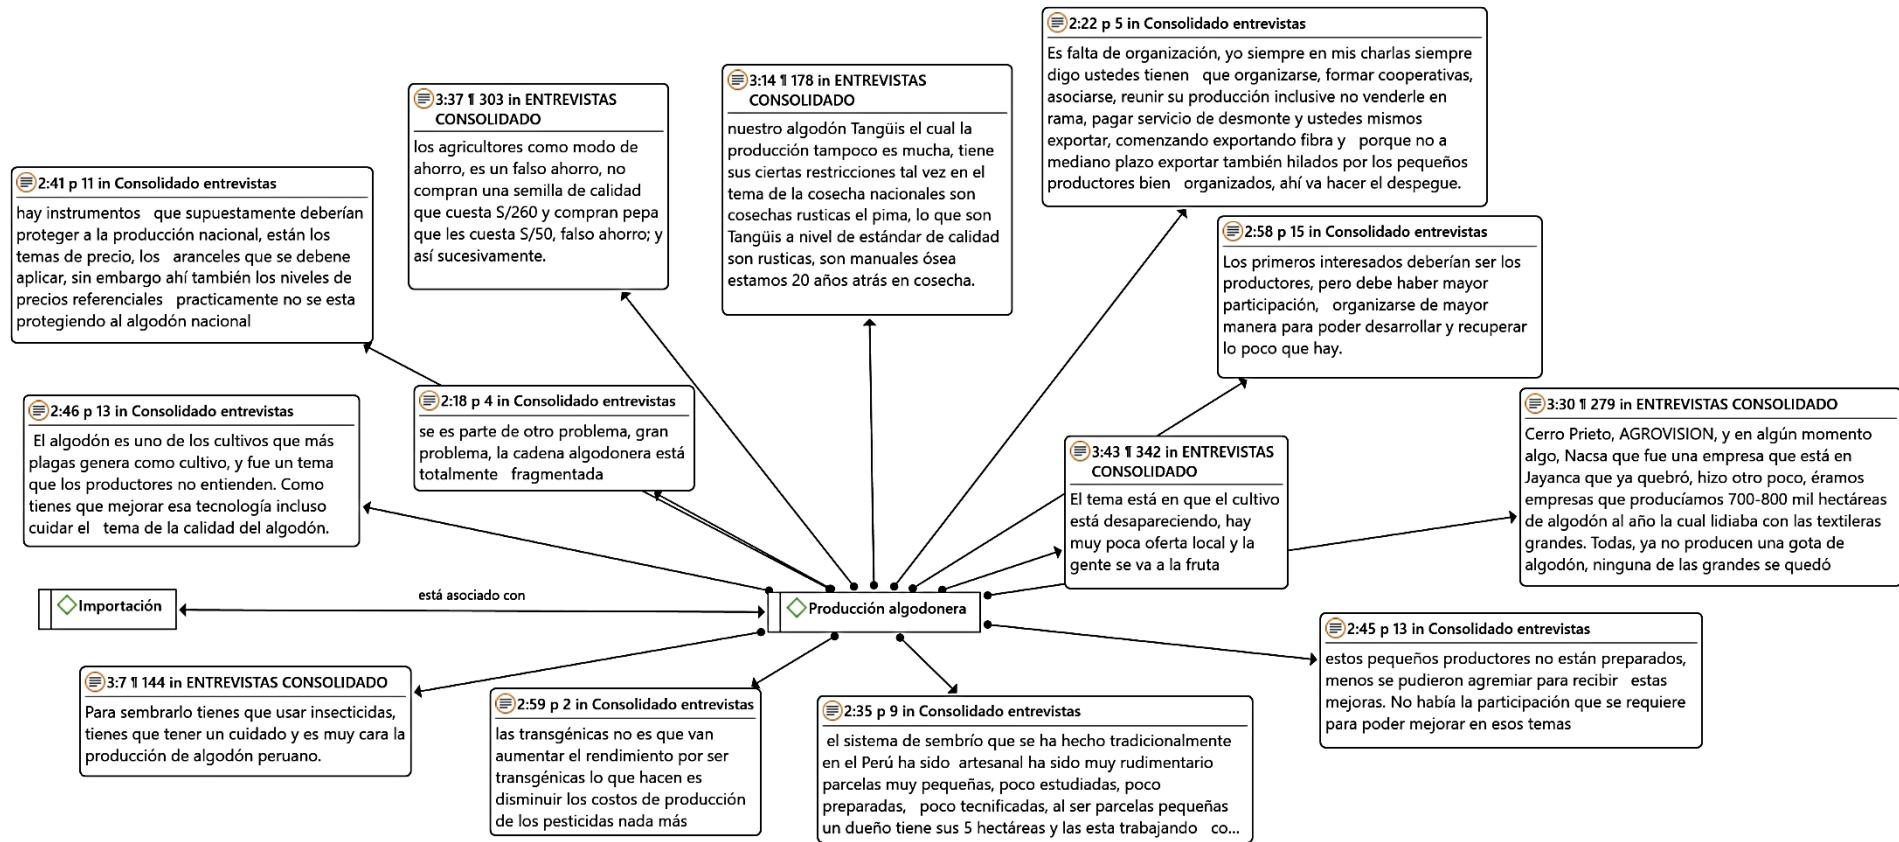 2:22 p 5 in Consolidado entrevistas
Es falta de organización, yo siempre en mis charlas siempre
digo ustedes tienen   que organizarse, formar cooperativas,
asociarse, reunir su producción inclusive no venderle en
rama, pagar servicio de desmonte y ustedes mismos
exportar, comenzando exportando fibra y   porque no a
mediano plazo exportar también hilados por los pequeños
productores bien   organizados, ahí va hacer el despegue.
3:14 ¶ 178 in ENTREVISTAS
CONSOLIDADO
nuestro algodón Tangüis el cual la
producción tampoco es mucha, tiene
sus ciertas restricciones tal vez en el
tema de la cosecha nacionales son
cosechas rusticas el pima, lo que son
Tangüis a nivel de estándar de calidad
son rusticas, son manuales ósea
estamos 20 años atrás en cosecha.
3:37 ¶ 303 in ENTREVISTAS
CONSOLIDADO
los agricultores como modo de
ahorro, es un falso ahorro, no
compran una semilla de calidad
que cuesta S/260 y compran pepa
que les cuesta S/50, falso ahorro; y
así sucesivamente.
2:41 p 11 in Consolidado entrevistas
hay instrumentos   que supuestamente deberían
proteger a la producción nacional, están los
temas de precio, los   aranceles que se debene
aplicar, sin embargo ahí también los niveles de
precios referenciales   practicamente no se esta
protegiendo al algodón nacional
2:58 p 15 in Consolidado entrevistas
Los primeros interesados deberían ser los
productores, pero debe haber mayor
participación,   organizarse de mayor
manera para poder desarrollar y recuperar
lo poco que hay.
2:46 p 13 in Consolidado entrevistas
El algodón es uno de los cultivos que más
plagas genera como cultivo, y fue un tema
que los productores no entienden. Como
tienes que mejorar esa tecnología incluso
cuidar el   tema de la calidad del algodón.
2:18 p 4 in Consolidado entrevistas
se es parte de otro problema, gran
problema, la cadena algodonera está
totalmente   fragmentada
3:43 ¶ 342 in ENTREVISTAS
CONSOLIDADO
El tema está en que el cultivo
está desapareciendo, hay
muy poca oferta local y la
gente se va a la fruta
3:30 ¶ 279 in ENTREVISTAS CONSOLIDADO
Cerro Prieto, AGROVISION, y en algún momento
algo, Nacsa que fue una empresa que está en
Jayanca que ya quebró, hizo otro poco, éramos
empresas que producíamos 700-800 mil hectáreas
de algodón al año la cual lidiaba con las textileras
grandes. Todas, ya no producen una gota de
algodón, ninguna de las grandes se quedó
Importación
está asociado con
Producción algodonera
2:45 p 13 in Consolidado entrevistas
estos pequeños productores no están preparados,
menos se pudieron agremiar para recibir   estas
mejoras. No había la participación que se requiere
para poder mejorar en esos temas
3:7 ¶ 144 in ENTREVISTAS CONSOLIDADO
Para sembrarlo tienes que usar insecticidas,
tienes que tener un cuidado y es muy cara la
producción de algodón peruano.
2:59 p 2 in Consolidado entrevistas
las transgénicas no es que van
aumentar el rendimiento por ser
transgénicas lo que hacen es
disminuir los costos de producción
de los pesticidas nada más
2:35 p 9 in Consolidado entrevistas
el sistema de sembrío que se ha hecho tradicionalmente
en el Perú ha sido  artesanal ha sido muy rudimentario
parcelas muy pequeñas, poco estudiadas, poco
preparadas,   poco tecnificadas, al ser parcelas pequeñas
un dueño tiene sus 5 hectáreas y las esta trabajando   co...